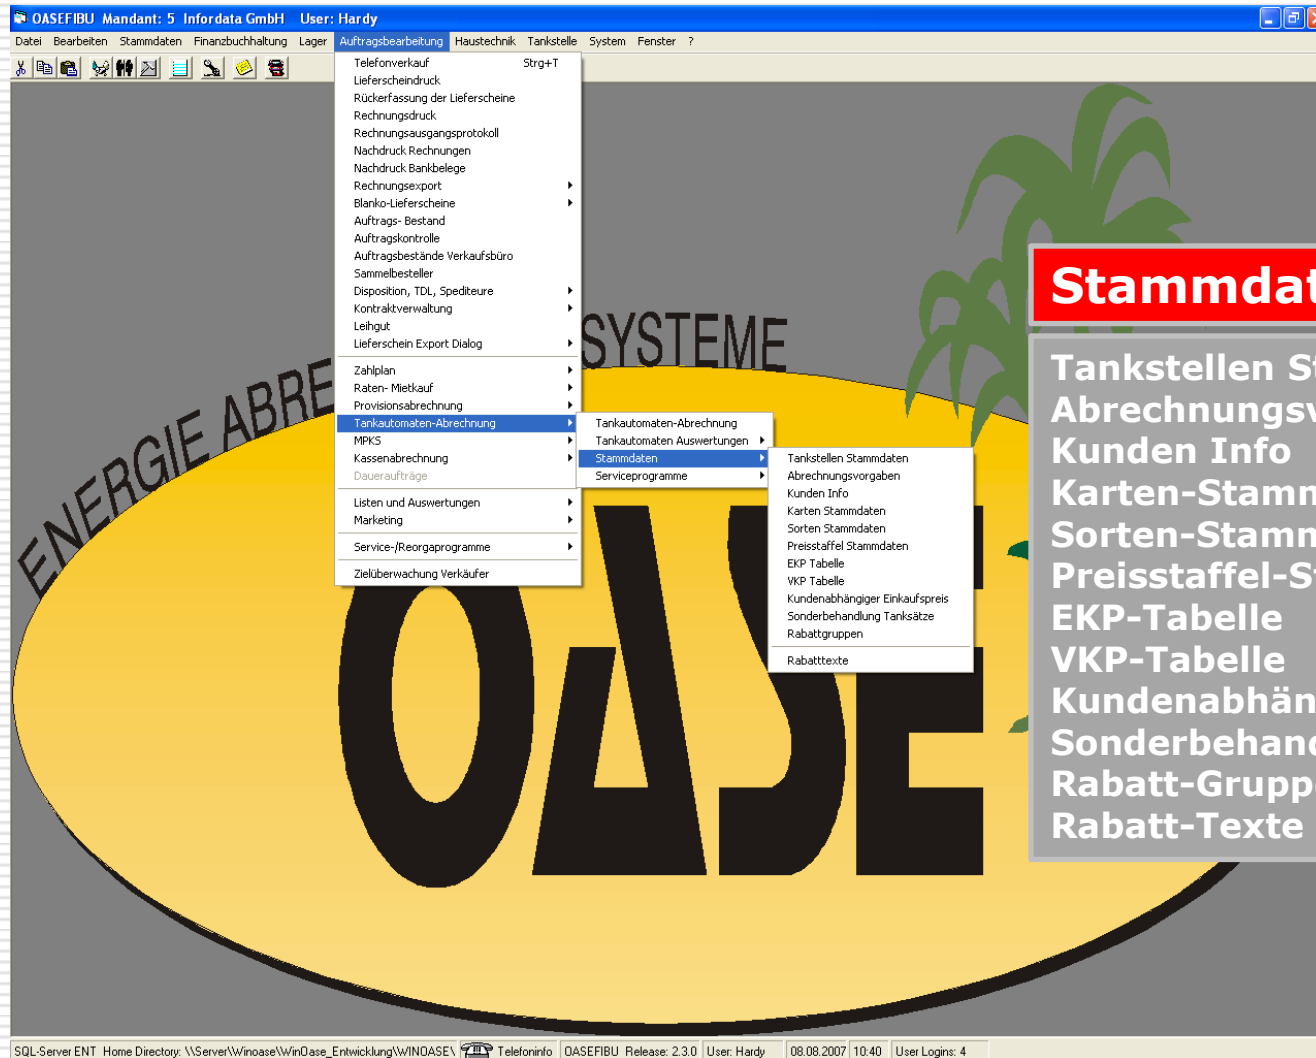 OASEFIBU Mandant: 5 Infordata GmbH User: Hardy
Datei Bearbeiten Stammdaten Finanzbuchhaltung Lager Auftragsbearbeitung Haustechnik Tankstelle System Fenster ?
Telefonverkauf Strg+T
Lieferscheindruck
Rückerfassung der Lieferscheine
Rechnungsdruck
Rechnungsausgangsprotokoll
Nachdruck Rechnungen
Nachdruck Bankbelege
Rechnungsexport
Blanko-Lieferscheine
Auftrags- Bestand
Auftragskontrolle
Auftragsbestände Verkaufsbüro
Sammelbesteller
Disposition, TDL, Spediteure
Kontraktverwaltung
Leihgut
Lieferschein Export Dialog
Zahlplan
Raten- Mietkauf
Provisionsabrechnung
Tankautomaten-Abrechnung
MPKS
Kassenabrechnung
Daueraufträge
Listen und Auswertungen
Marketing
Service-/Reorgaprogramme
Zielüberwachung Verkäufer
Tankautomaten-Abrechnung
Tankautomaten Auswertungen
Stammdaten
Serviceprogramme
Tankstellen Stammdaten
Abrechnungsvorgaben
Kunden Info
Karten Stammdaten
Sorten Stammdaten
Preisstaffel Stammdaten
EKP Tabelle
VKP Tabelle
Kundenabhängiger Einkaufspreis
Sonderbehandlung Tanksätze
Rabattgruppen
Rabatttexte
ENERGIE ABRE
SYSTEME
OASE
Stammdat
Tankstellen St
Abrechnungsv
Kunden Info
Karten-Stamm
Sorten-Stamm
Preisstaffel-St
EKP-Tabelle
VKP-Tabelle
Kundenabhän
Sonderbehand
Rabatt-Gruppe
Rabatt-Texte
SQL-Server ENT Home Directory: \\Server\Winoase\WinOase_Entwicklung\WINOASE\ Telefoninfo OASEFIBU Release: 2.3.0 User: Hardy 08.08.2007 10:40 User Logins: 4